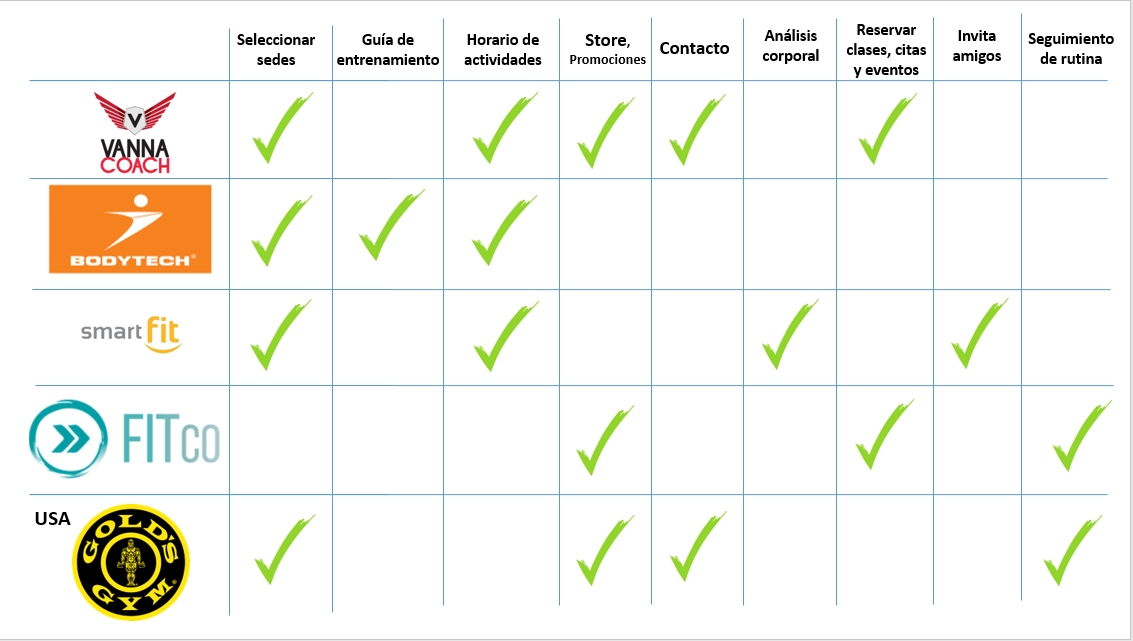 Seleccionar
sedes
Guía de
entrenamiento
Horario de
actividades
Store,
Promociones
Contacto
Análisis
corporal
Reservar
clases, citas
y eventos
Invita
amigos
Seguimiento
de rutina
V
VANNA
COACH
BODYTECH®
smart fit
FITco
USA
GOLD'S
GYM®